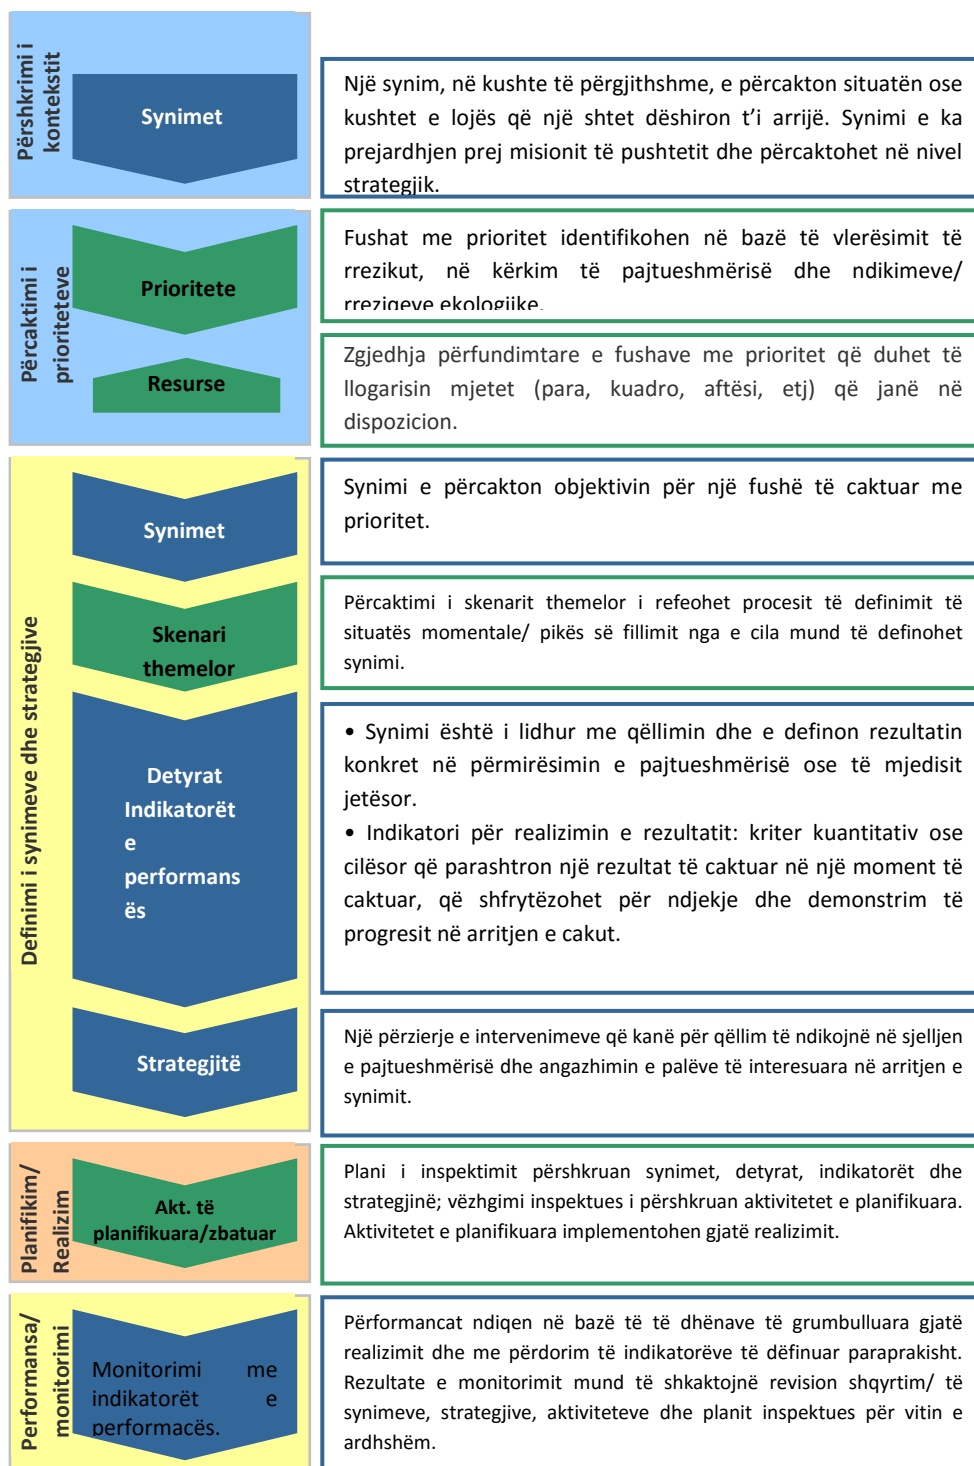 Përshkrimi i
kontekstit
Synimet
Një synim, në kushte të përgjithshme, e përcakton situatën ose
kushtet e lojës që një shtet dëshiron t'i arrijë. Synimi e ka
prejardhjen prej misionit të pushtetit dhe përcaktohet në nivel
strategjik.
Përcaktimi i
prioriteteve
Prioritete
Fushat me prioritet identifikohen në bazë të vlerësimit të
rrezikut, në kërkim të pajtueshmërisë dhe ndikimeve/
rreziqeve ekologjike.
Resurse
Zgjedhja përfundimtare e fushave me prioritet që duhet të
llogarisin mjetet (para, kuadro, aftësi, etj) që janë në
dispozicion.
Definimi i synimeve dhe strategjive
Synimet
Synimi e përcakton objektivin për një fushë të caktuar me
prioritet.
Skenari
themelor
Përcaktimi i skenarit themelor i refeohet procesit të definimit të
situatës momentale/ pikës së fillimit nga e cila mund të definohet
synimi.
Detyrat
Indikatorët
e
performans
ës
• Synimi është i lidhur me qëllimin dhe e definon rezultatin
konkret në përmirësimin e pajtueshmërisë ose të mjedisit
jetësor.
• Indikatori për realizimin e rezultatit: kriter kuantitativ ose
cilësor që parashtron një rezultat të caktuar në një moment të
caktuar, që shfrytëzohet për ndjekje dhe demonstrim të
progresit në arritjen e cakut.
Strategjitë
Një përzierje e intervenimeve që kanë për qëllim të ndikojnë në sjelljen
e pajtueshmërisë dhe angazhimin e palëve të interesuara në arritjen e
synimit.
Planifikim/
Realizim
Akt. të
planifikuara/zbatuar
Plani i inspektimit përshkruan synimet, detyrat, indikatorët dhe
strategjinë; vëzhgimi inspektues i përshkruan aktivitetet e planifikuara.
Aktivitetet e planifikuara implementohen gjatë realizimit.
Performansa/
monitorimi
Monitorimi me
indikatorët e
performacës.
Përformancat ndiqen në bazë të të dhënave të grumbulluara gjatë
realizimit dhe me përdorim të indikatorëve të dëfinuar paraprakisht.
Rezultate e monitorimit mund të shkaktojnë revision shqyrtim/ të
synimeve, strategjive, aktiviteteve dhe planit inspektues për vitin e
ardhshëm.